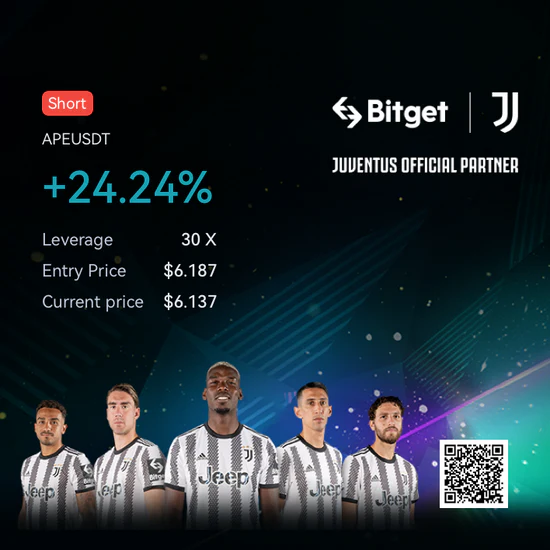 Short
APEUSDT
+24.24%
Leverage 30 X
Entry Price $6.187
Current price $6.137
Bitget
JUVENTUS OFFICIAL PARTNER
Jeep
Jeep
Jeep
Jeep
Jeep